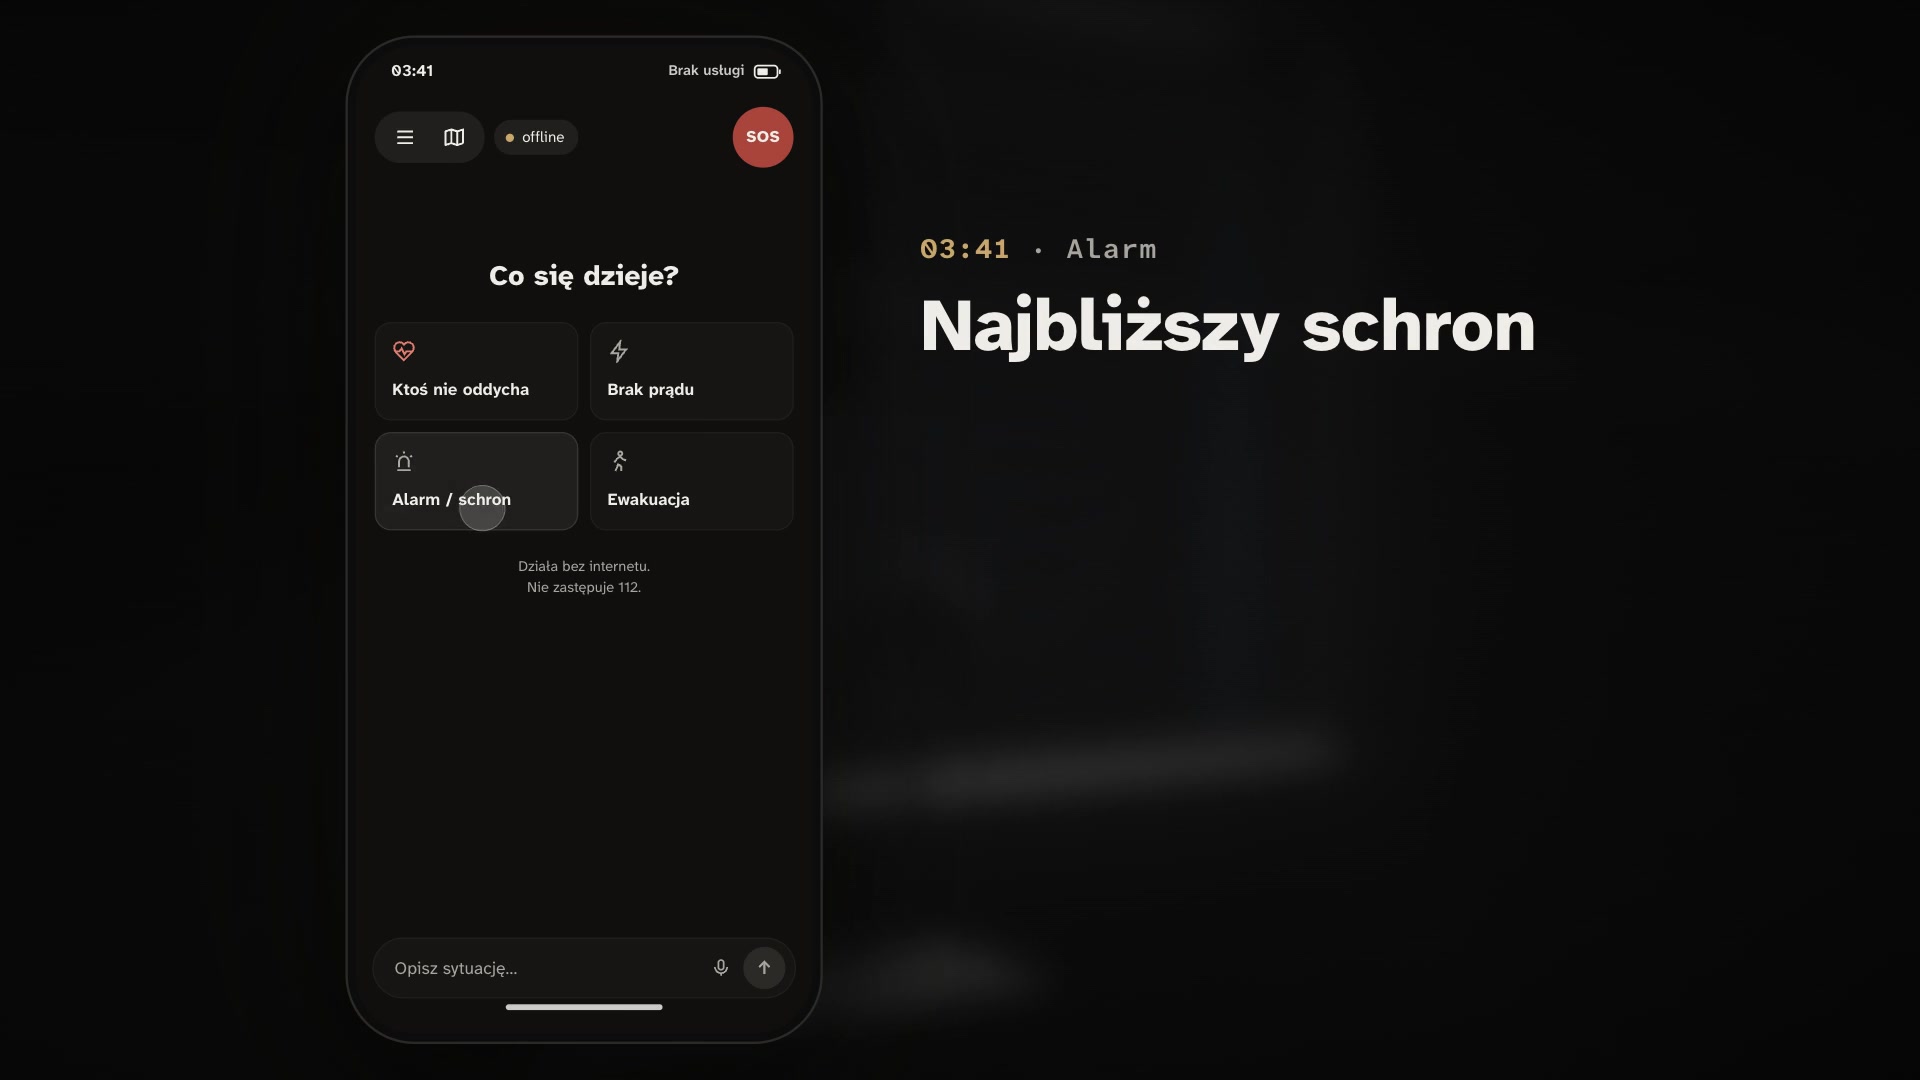 03:41
Brak usługi
offline
SOS
Co się dzieje?
Ktoś nie oddycha
Brak prądu
Alarm / schron
Ewakuacja
Działa bez internetu.
Nie zastępuje 112.
Opisz sytuację...
03:41 · Alarm
Najbliższy schron